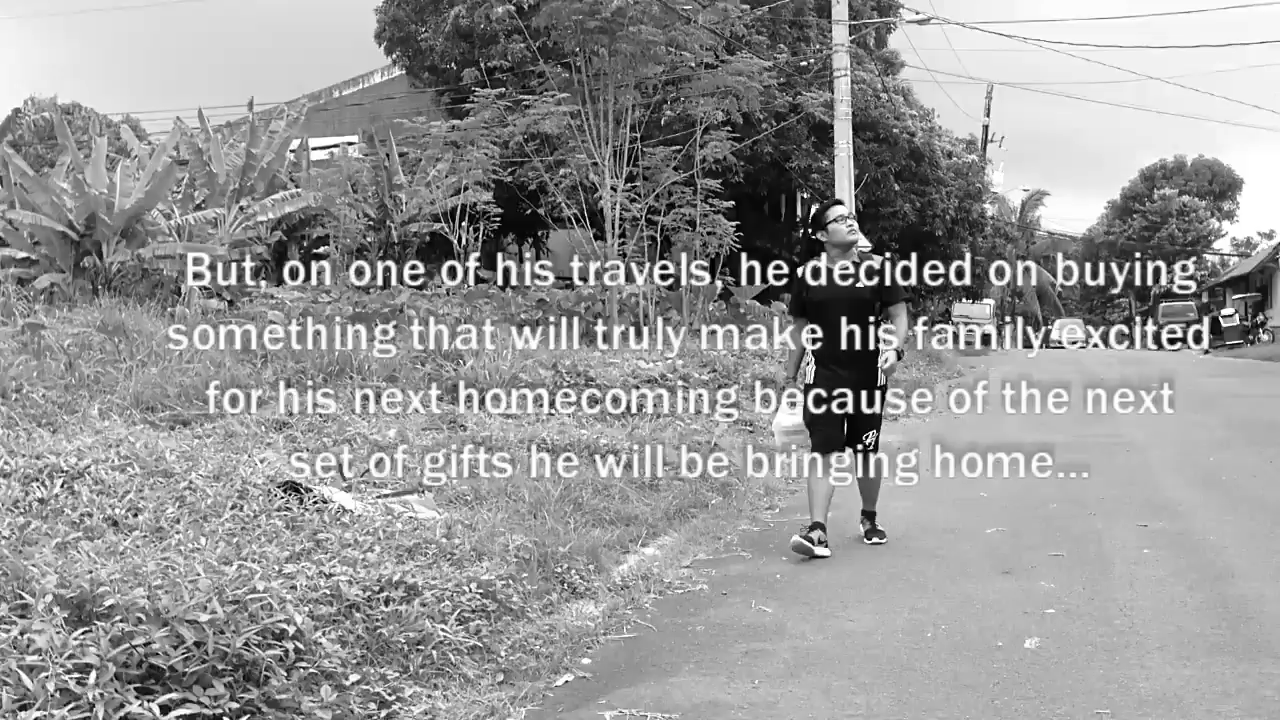 But, on one of his travels, he decided on buying
something that will truly make his family excited
for his next homecoming because of the next
set of gifts he will be bringing home...